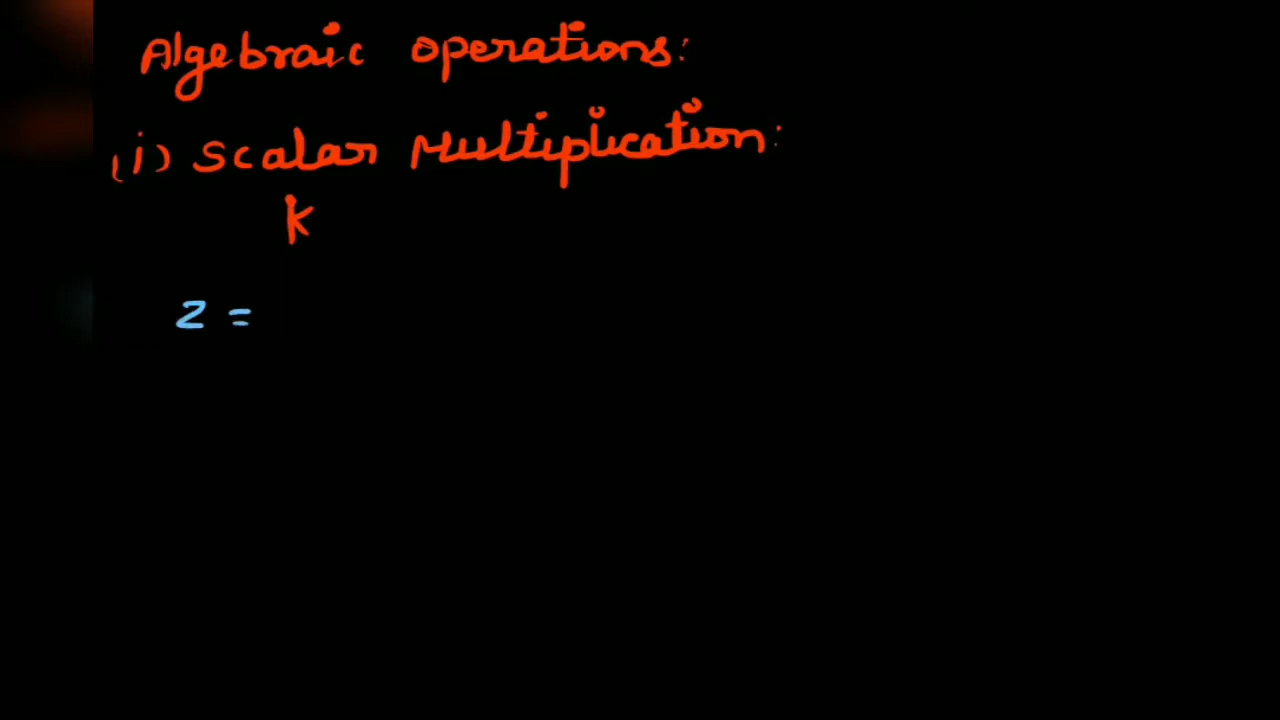 Algebraic operations:
(i) Scalar Multiplication:
k
z =